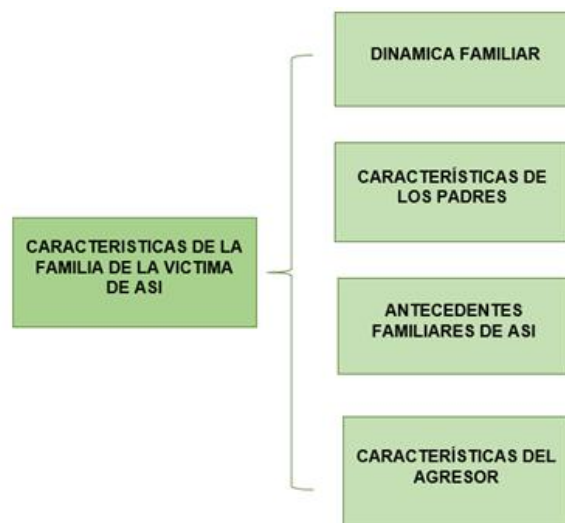 DINAMICA FAMILIAR
CARACTERÍSTICAS DE
LOS PADRES
CARACTERISTICAS DE LA
FAMILIA DE LA VICTIMA
DE ASI
ANTECEDENTES
FAMILIARES DE ASI
CARACTERÍSTICAS DEL
AGRESOR